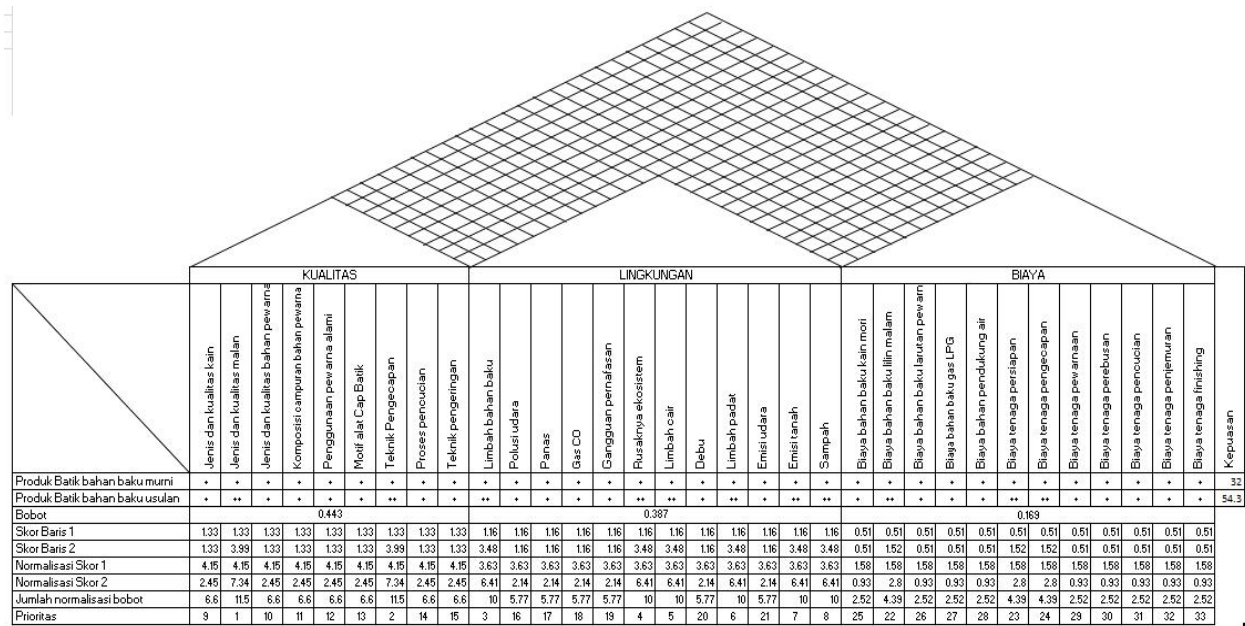 KUALITAS LINGKUNGAN BIAYA
Jenis dan kualitas kain
Jenis dan kualitas malan
Jenis dan kualitas bahan pewarna
Komposisi campuran bahan pewarna
Penggunaan pewarna alami
Motif alat Cap Batik
Teknik Pengecapan
Proses pencucian
Teknik pengeringan
Limbah bahan baku
Polusi udara
Panas
Gas CO
Gangguan pernafasan
Rusaknya ekosistem
Limbah cair
Debu
Limbah padat
Emisi udara
Emisi tanah
Sampah
Biaya bahan baku kain mori
Biaya bahan baku lilin malam
Biaya bahan baku larutan pewarn
Biaja bahan baku gas LPG
Biaya bahan pendukung air
Biaya tenaga persiapan
Biaya tenaga pengecapan
Biaya tenaga pewarnaan
Biaya tenaga perebusan
Biaya tenaga pencucian
Biaya tenaga penjemuran
Biaya tenaga finishing
Kepuasan
Produk Batik bahan baku murni + + + + + + + + + + + + + + + + + + + + + + + + + + + + + + + + + 32
Produk Batik bahan baku usulan + ++ + + + + ++ + + ++ + + + + ++ ++ + ++ + ++ ++ + ++ + + + ++ ++ + + + + + 54.3
Bobot 0.443 0.387 0.169
Skor Baris 1 1.33 1.33 1.33 1.33 1.33 1.33 1.33 1.33 1.33 1.16 1.16 1.16 1.16 1.16 1.16 1.16 1.16 1.16 1.16 1.16 1.16 0.51 0.51 0.51 0.51 0.51 0.51 0.51 0.51 0.51 0.51 0.51 0.51
Skor Baris 2 1.33 3.99 1.33 1.33 1.33 1.33 3.99 1.33 1.33 3.48 1.16 1.16 1.16 1.16 3.48 3.48 1.16 3.48 1.16 3.48 3.48 0.51 1.52 0.51 0.51 0.51 1.52 1.52 0.51 0.51 0.51 0.51 0.51
Normalisasi Skor 1 4.15 4.15 4.15 4.15 4.15 4.15 4.15 4.15 4.15 3.63 3.63 3.63 3.63 3.63 3.63 3.63 3.63 3.63 3.63 3.63 3.63 1.58 1.58 1.58 1.58 1.58 1.58 1.58 1.58 1.58 1.58 1.58 1.58
Normalisasi Skor 2 2.45 7.34 2.45 2.45 2.45 2.45 7.34 2.45 2.45 6.41 2.14 2.14 2.14 2.14 6.41 6.41 2.14 6.41 2.14 6.41 6.41 0.93 2.8 0.93 0.93 0.93 2.8 2.8 0.93 0.93 0.93 0.93 0.93
Jumlah normalisasi bobot 6.6 11.5 6.6 6.6 6.6 6.6 11.5 6.6 6.6 10 5.77 5.77 5.77 5.77 10 10 5.77 10 5.77 10 10 2.52 4.39 2.52 2.52 2.52 4.39 4.39 2.52 2.52 2.52 2.52 2.52
Prioritas 9 1 10 11 12 13 2 14 15 3 16 17 18 19 4 5 20 6 21 7 8 25 22 26 27 28 23 24 29 30 31 32 33